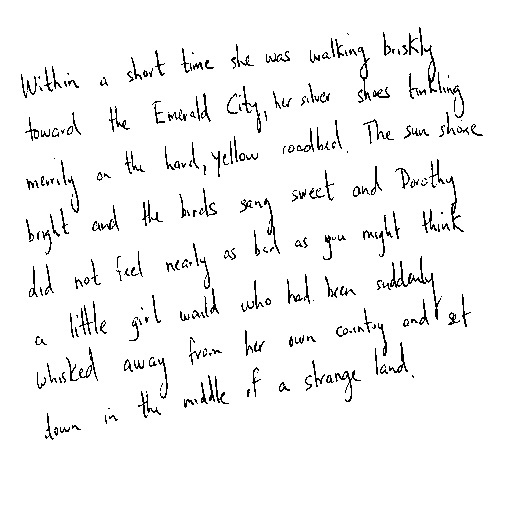 Within a short time she was walking briskly
toward the Emerald City, her silver shoes tinkling
merrily on the hard, yellow roadbed. The sun shone
bright and the birds sang sweet and Dorothy
did not feel nearly as bad as you might think
a little girl would who had been suddenly
whisked away from her own country and set
down in the middle of a strange land.